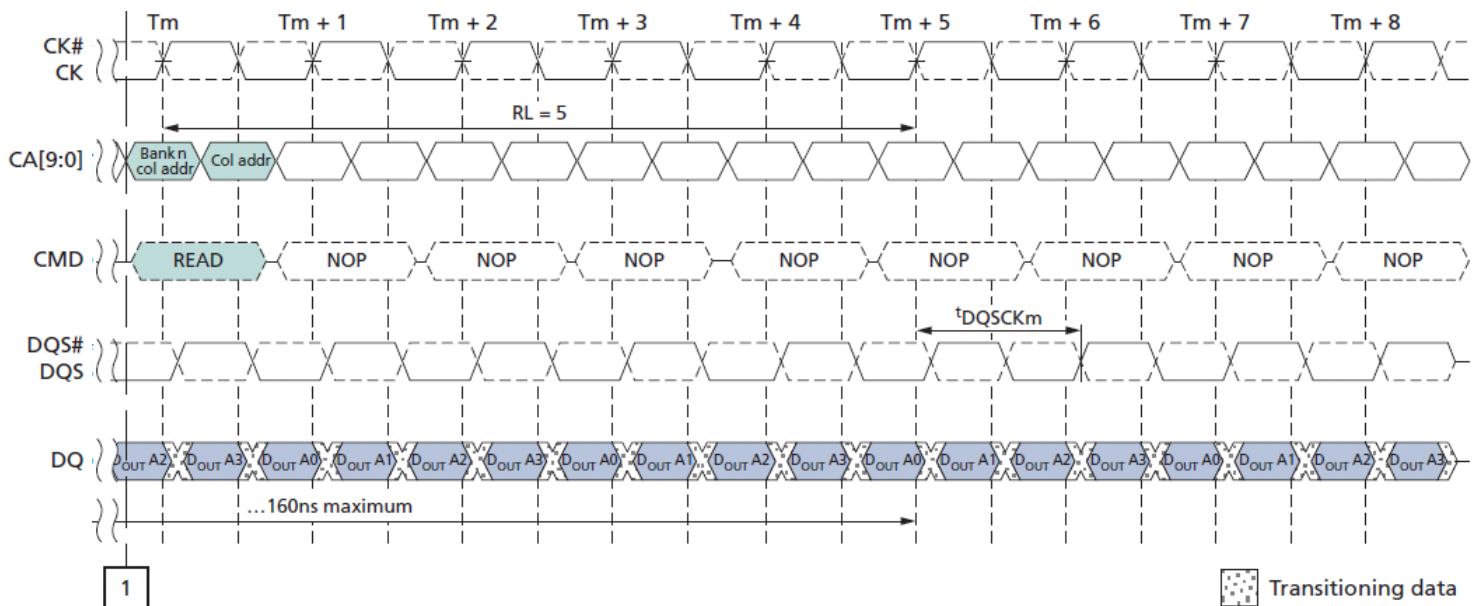 Tm Tm + 1 Tm + 2 Tm + 3 Tm + 4 Tm + 5 Tm + 6 Tm + 7 Tm + 8
CK#
CK
RL = 5
CA[9:0]
Bank n
col addr
Col addr
CMD
READ NOP NOP NOP NOP NOP NOP NOP NOP
tDQSCKm
DQS#
DQS
DQ
DOUT A2 DOUT A3 DOUT A0 DOUT A1 DOUT A2 DOUT A3 DOUT A0 DOUT A1 DOUT A2 DOUT A3 DOUT A0 DOUT A1 DOUT A2 DOUT A3 DOUT A0 DOUT A1 DOUT A2 DOUT A3
...160ns maximum
1
Transitioning data